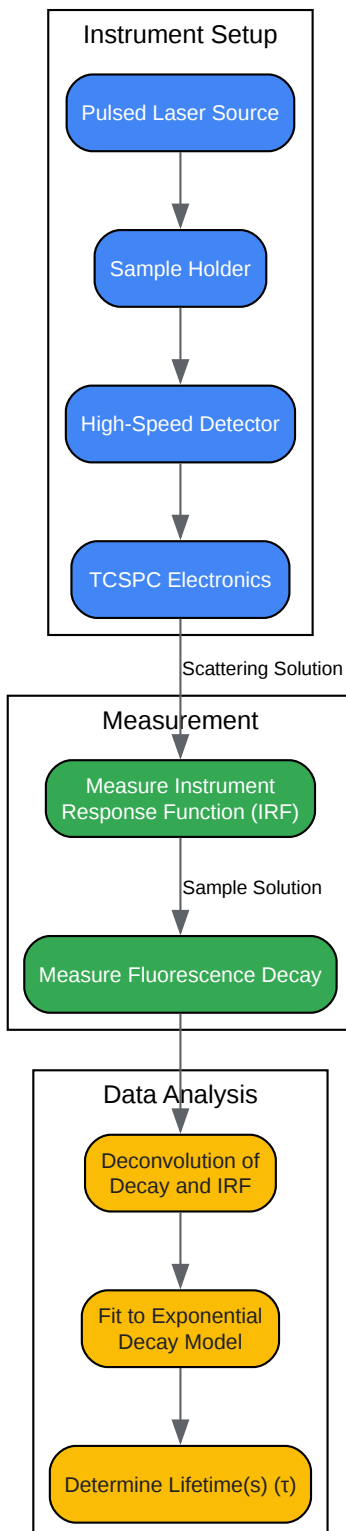 Instrument Setup
Pulsed Laser Source
Sample Holder
High-Speed Detector
TCSPC Electronics
Scattering Solution
Measurement
Measure Instrument
Response Function (IRF)
Sample Solution
Measure Fluorescence Decay
Data Analysis
Deconvolution of
Decay and IRF
Fit to Exponential
Decay Model
Determine Lifetime(s) (τ)